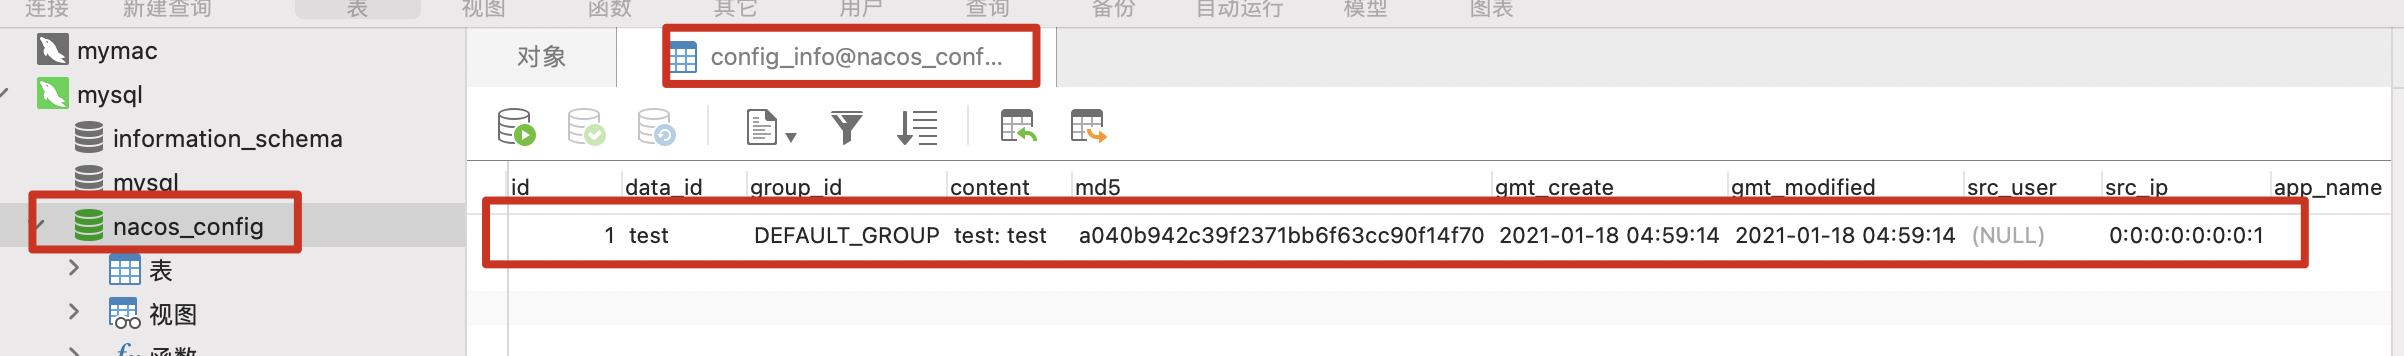 连接 新建查询 表 视图 函数 其它 用户 查询 备份 自动运行 模型 图表
mymac
mysql
information_schema
mysql
nacos_config
表
视图
函数
对象 config_info@nacos_conf...
id data_id group_id content md5 gmt_create gmt_modified src_user src_ip app_name
1 test DEFAULT_GROUP test: test a040b942c39f2371bb6f63cc90f14f70 2021-01-18 04:59:14 2021-01-18 04:59:14 (NULL) 0:0:0:0:0:0:0:1